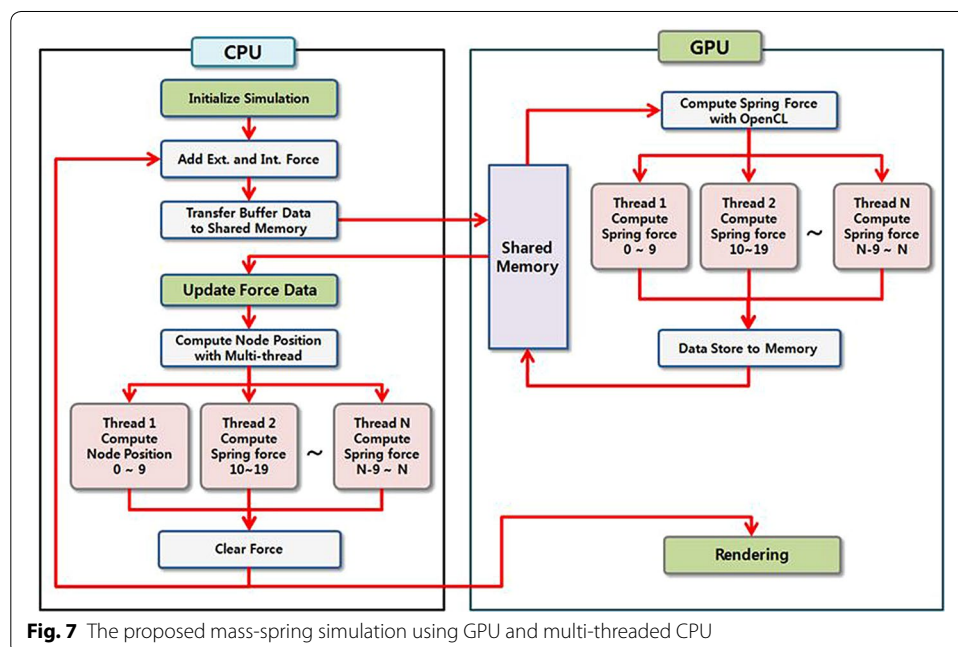 CPU
Initialize Simulation
Add Ext. and Int. Force
Transfer Buffer Data
to Shared Memory
Update Force Data
Compute Node Position
with Multi-thread
Thread 1
Compute
Node Position
0 ~ 9
Thread 2
Compute
Spring force
10~19
~
Thread N
Compute
Spring force
N-9 ~ N
Clear Force
GPU
Shared
Memory
Compute Spring Force
with OpenCL
Thread 1
Compute
Spring force
0 ~ 9
Thread 2
Compute
Spring force
10~19
~
Thread N
Compute
Spring force
N-9 ~ N
Data Store to Memory
Rendering
Fig. 7 The proposed mass-spring simulation using GPU and multi-threaded CPU